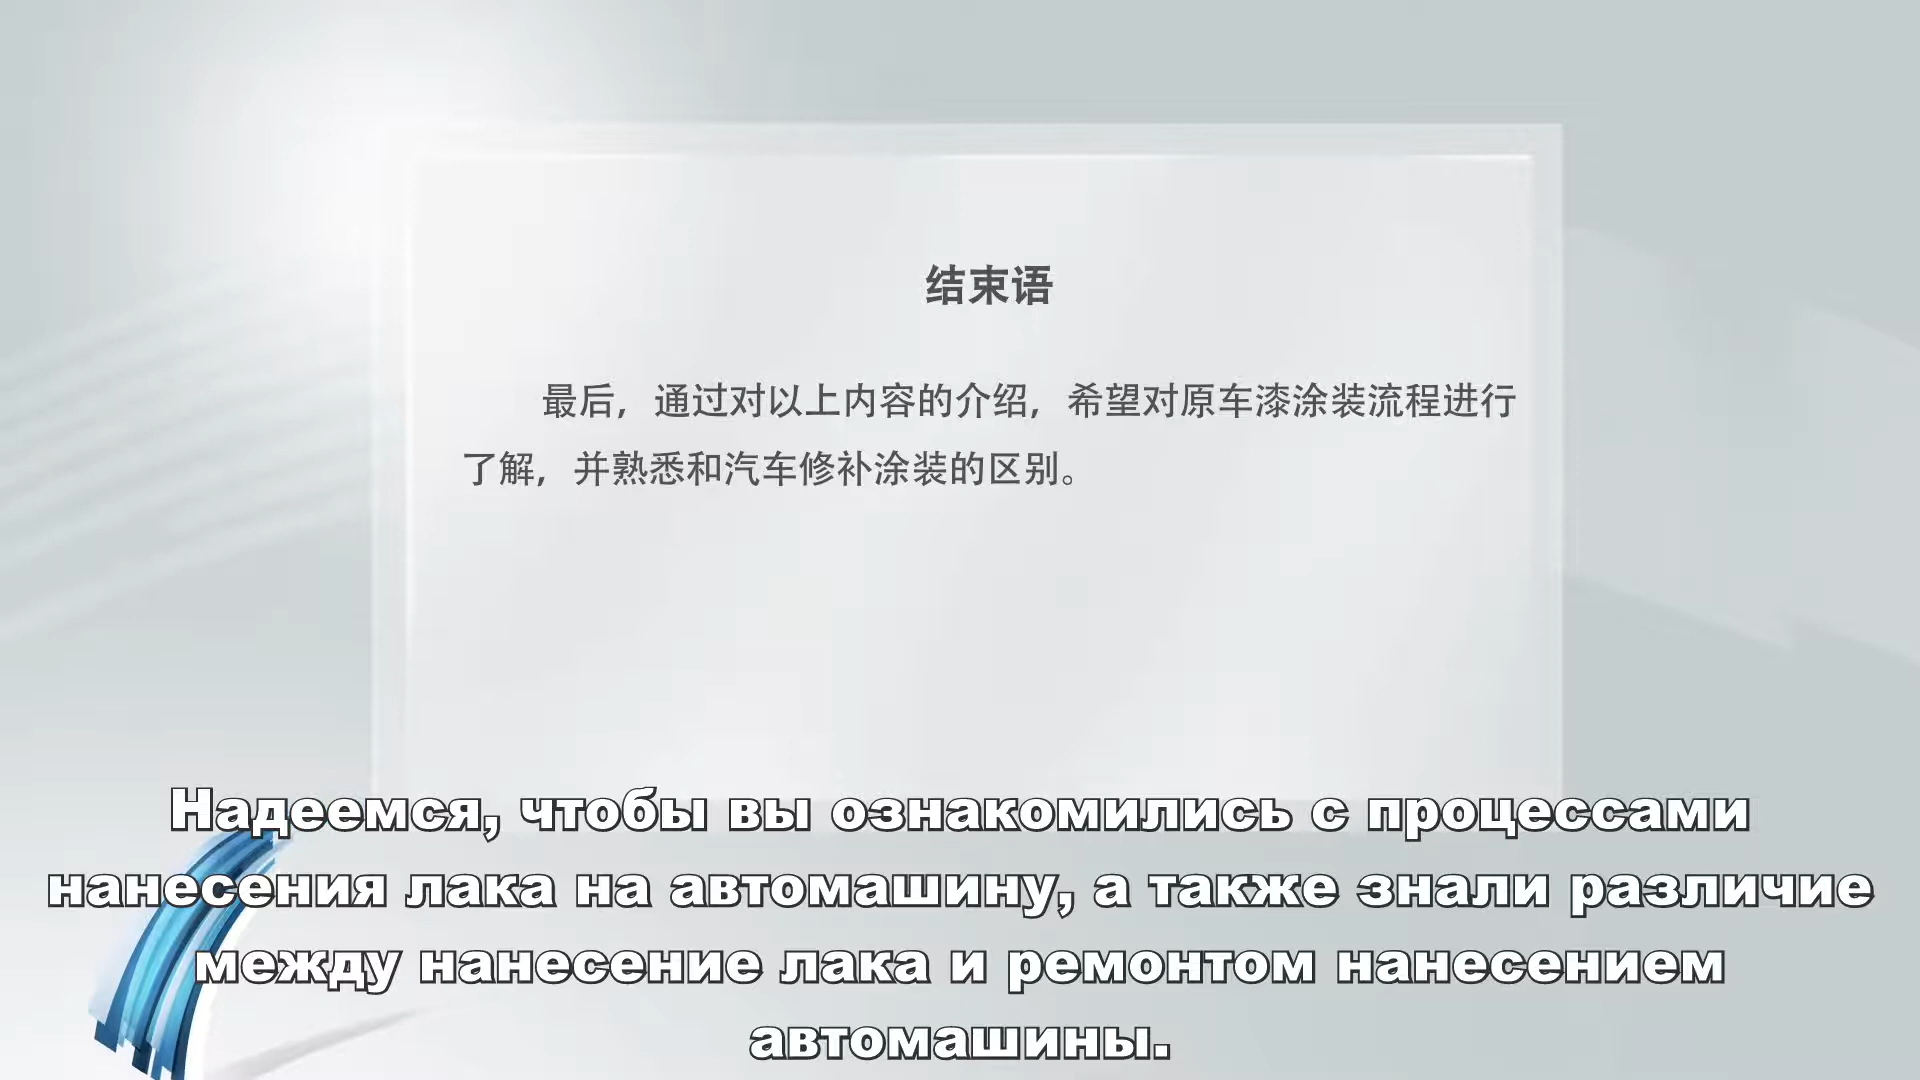 结束语
最后，通过对以上内容的介绍，希望对原车漆涂装流程进行
了解，并熟悉和汽车修补涂装的区别。
Надеемся, чтобы вы ознакомились с процессами
нанесения лака на автомашину, а также знали различие
между нанесение лака и ремонтом нанесением
автомашины.